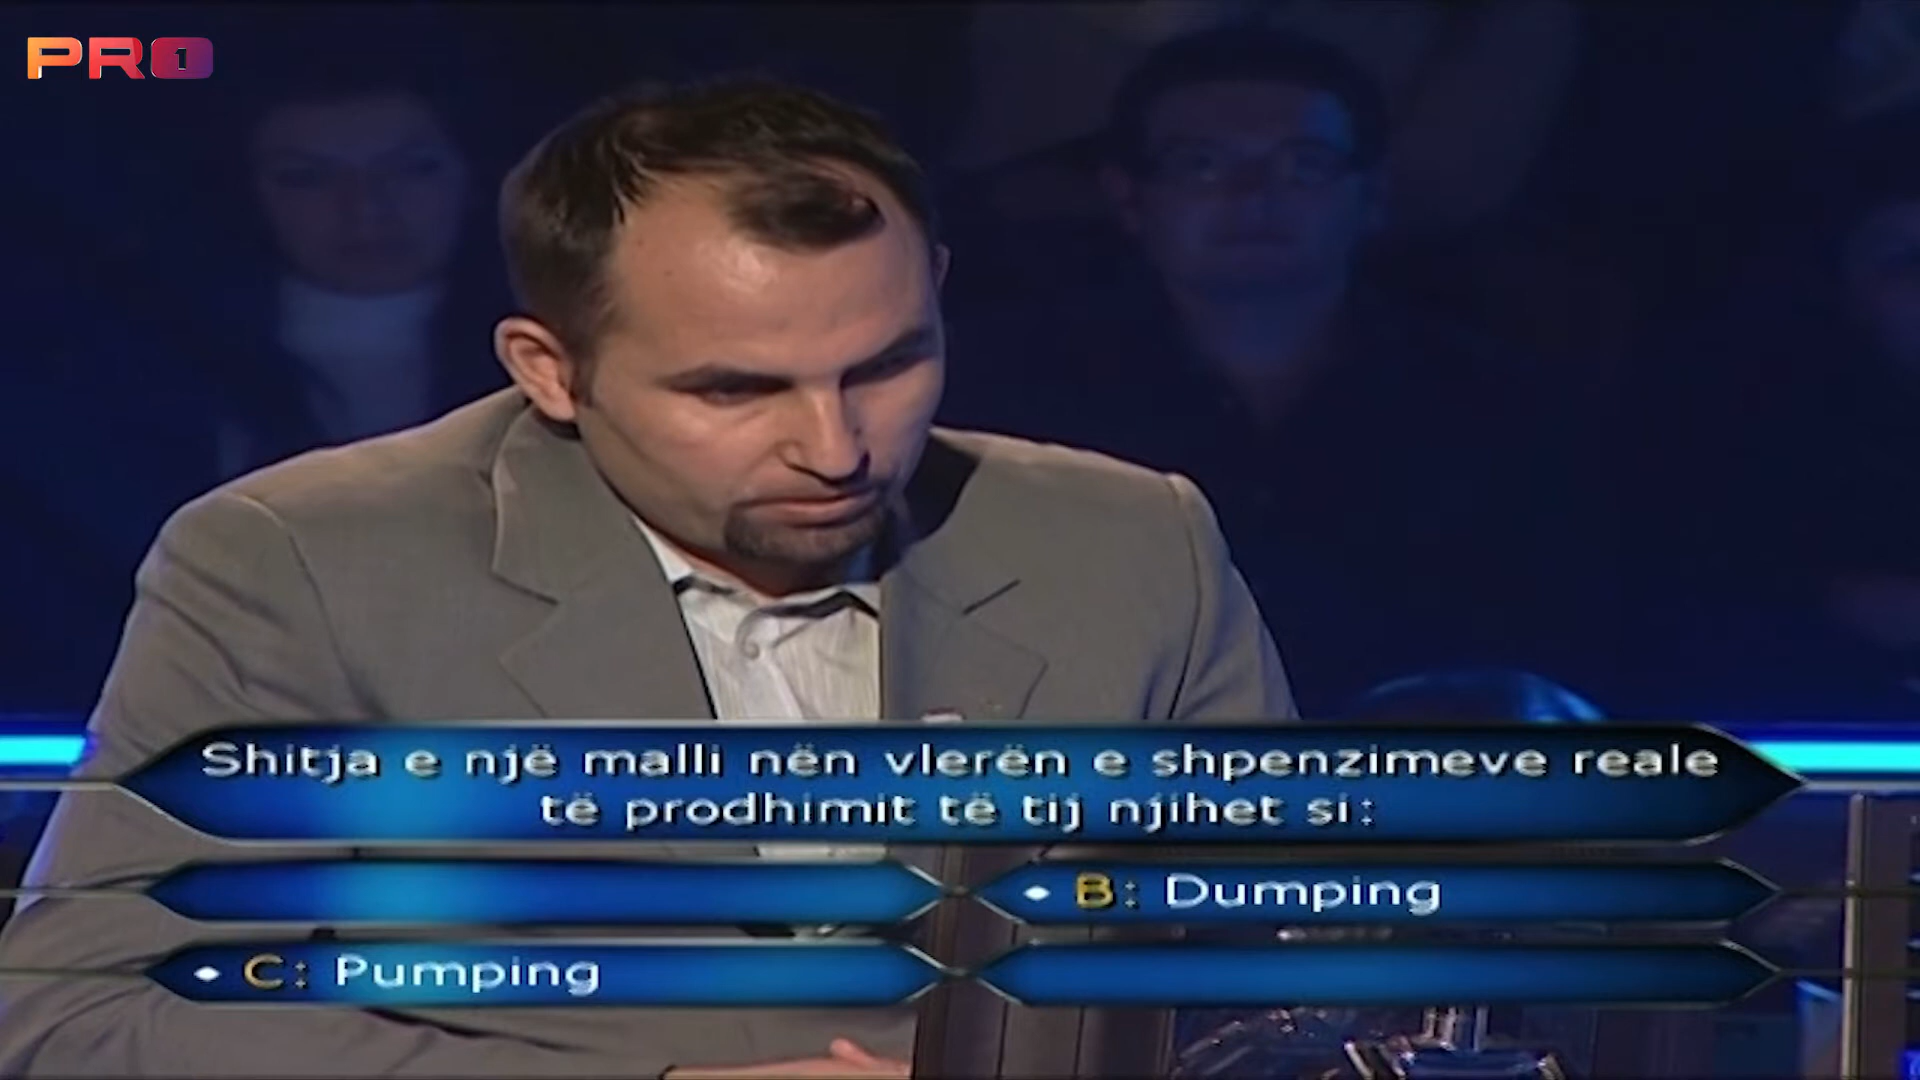 PRO1
Shitja e një malli nën vlerën e shpenzimeve reale
të prodhimit të tij njihet si:
B: Dumping
C: Pumping